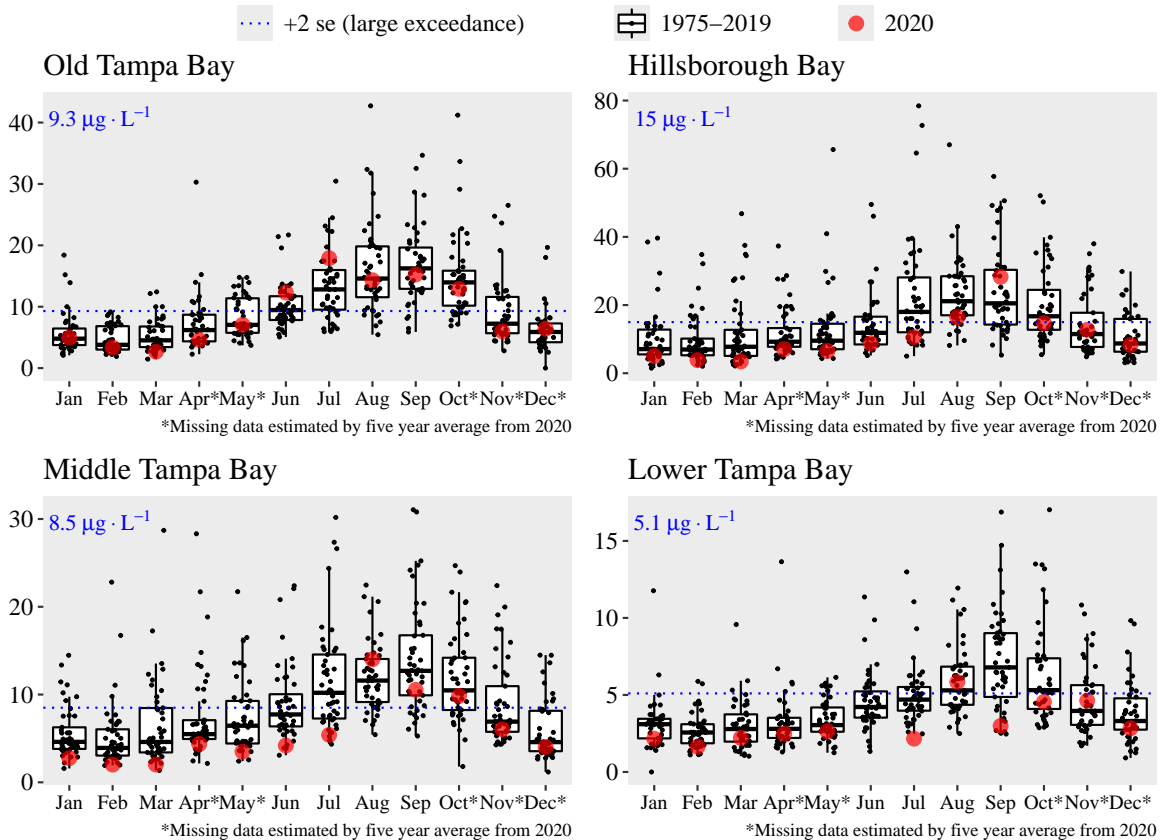 +2 se (large exceedance) 1975–2019 2020
Old Tampa Bay
9.3 μg · L⁻¹
40
30
20
10
0
Jan Feb Mar Apr* May* Jun Jul Aug Sep Oct* Nov* Dec*
*Missing data estimated by five year average from 2020
Hillsborough Bay
15 μg · L⁻¹
80
60
40
20
0
Jan Feb Mar Apr* May* Jun Jul Aug Sep Oct* Nov* Dec*
*Missing data estimated by five year average from 2020
Middle Tampa Bay
8.5 μg · L⁻¹
30
20
10
0
Jan Feb Mar Apr* May* Jun Jul Aug Sep Oct* Nov* Dec*
*Missing data estimated by five year average from 2020
Lower Tampa Bay
5.1 μg · L⁻¹
15
10
5
0
Jan Feb Mar Apr* May* Jun Jul Aug Sep Oct* Nov* Dec*
*Missing data estimated by five year average from 2020